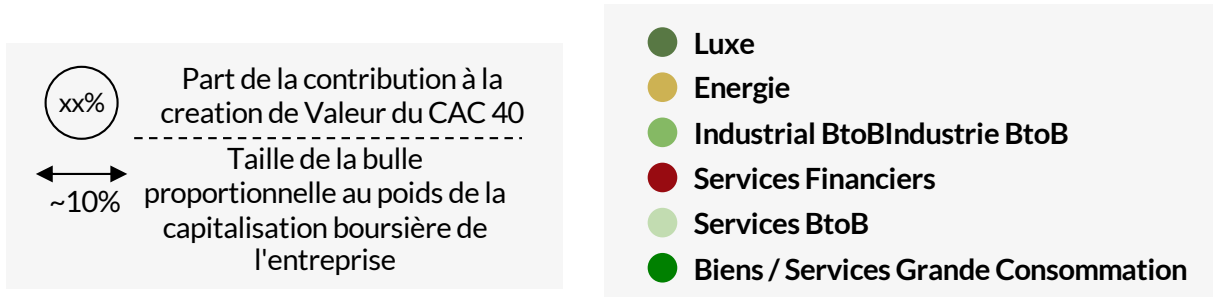 xx%
Part de la contribution à la
creation de Valeur du CAC 40
~10%
Taille de la bulle
proportionnelle au poids de la
capitalisation boursière de
l'entreprise
Luxe
Energie
Industrial BtoBIndustrie BtoB
Services Financiers
Services BtoB
Biens / Services Grande Consommation